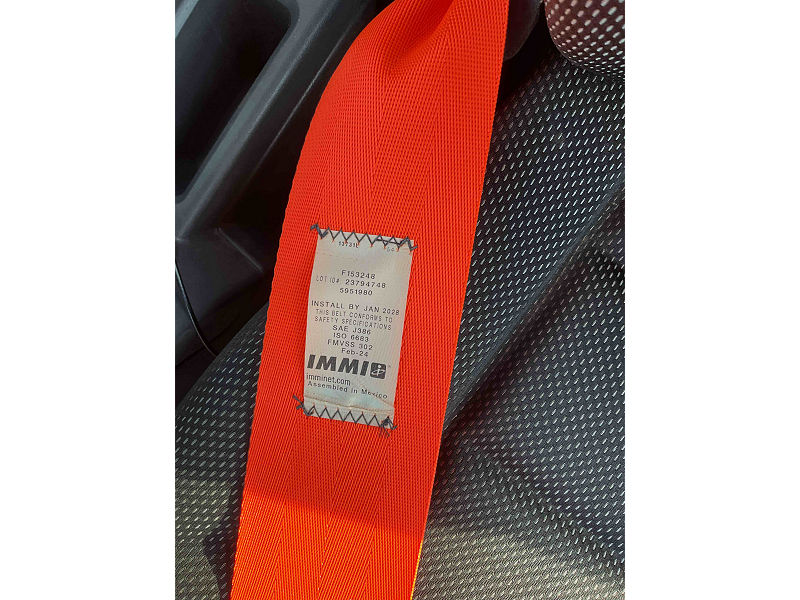 13731L
F153248
LOT ID# 23794748
5951980
INSTALL BY JAN 2028
THIS BELT CONFORMS TO
SAFETY SPECIFICATIONS
SAE J386
ISO 6683
FMVSS 302
Feb-24
IMMI
imminet.com
Assembled in Mexico